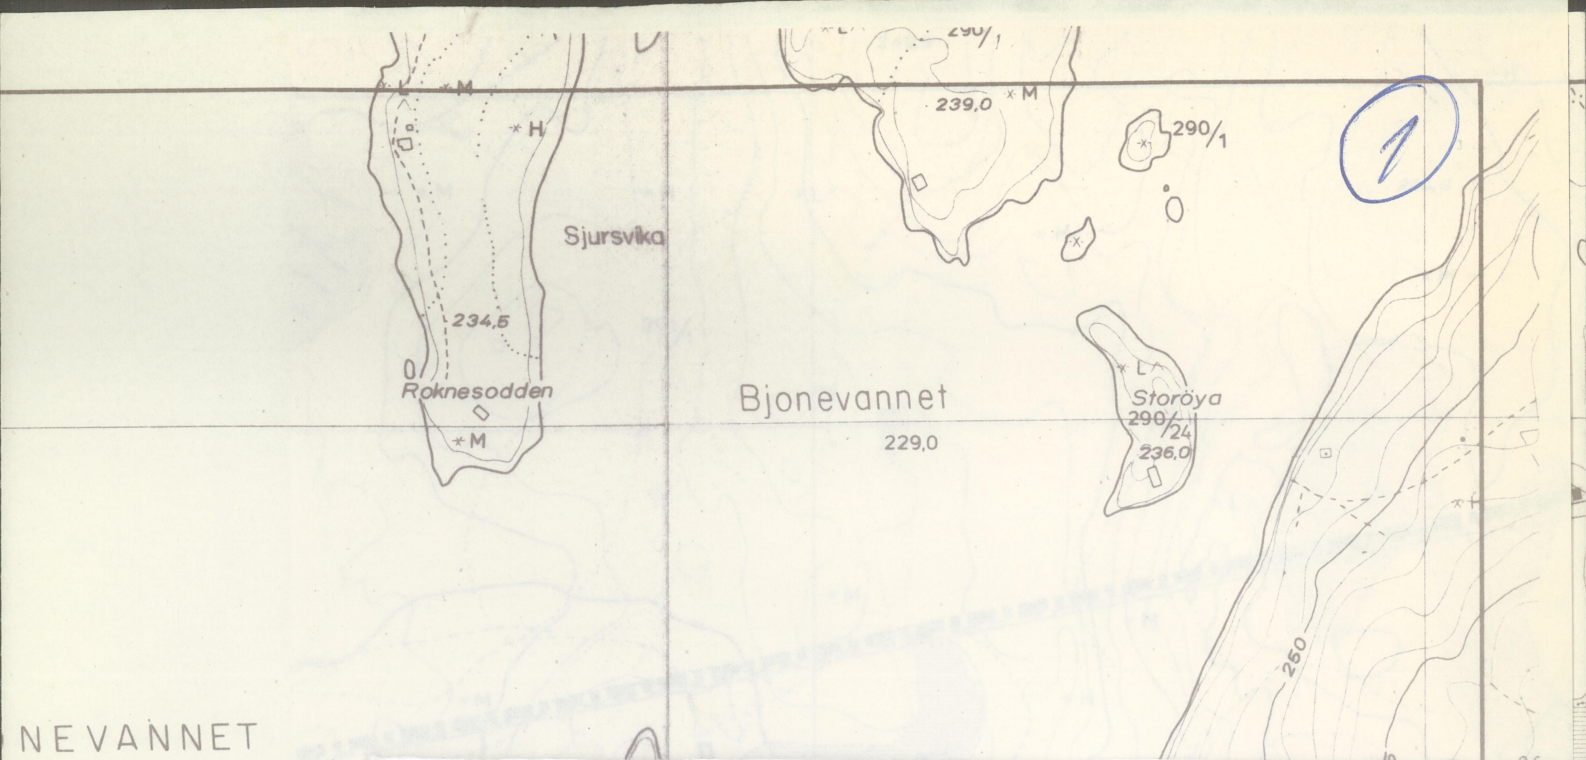 290/1
L
M
239,0
M
H
290/1
1
Sjursvika
234,5
L
Roknesodden
Bjonevannet
Storöya
290/24
M
229,0
236,0
250
NEVANNET